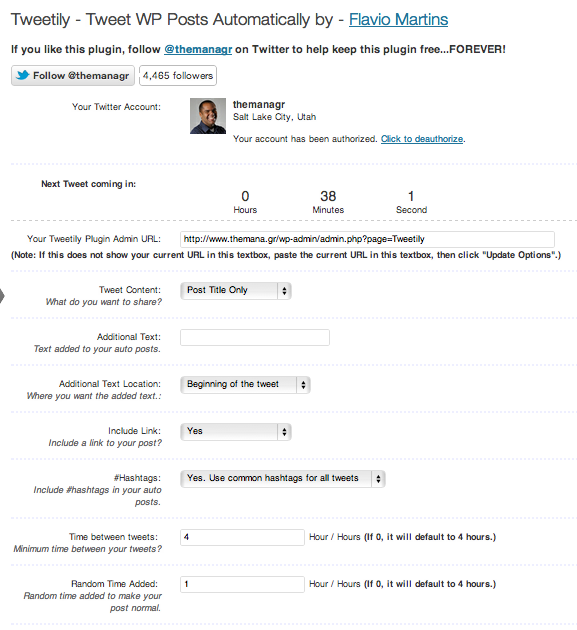 Tweetily - Tweet WP Posts Automatically by - Flavio Martins
If you like this plugin, follow @themanagr on Twitter to help keep this plugin free...FOREVER!
Follow @themanagr 4,465 followers
Your Twitter Account:
themanagr
Salt Lake City, Utah
Your account has been authorized. Click to deauthorize.
Next Tweet coming in:
0 38 1
Hours Minutes Second
Your Tweetily Plugin Admin URL: http://www.themana.gr/wp-admin/admin.php?page=Tweetily
(Note: If this does not show your current URL in this textbox, paste the current URL in this textbox, then click "Update Options".)
Tweet Content: Post Title Only
What do you want to share?
Additional Text:
Text added to your auto posts.
Additional Text Location: Beginning of the tweet
Where you want the added text.:
Include Link: Yes
Include a link to your post?
#Hashtags: Yes. Use common hashtags for all tweets
Include #hashtags in your auto
posts.
Time between tweets: 4 Hour / Hours (If 0, it will default to 4 hours.)
Minimum time between your tweets?
Random Time Added: 1 Hour / Hours (If 0, it will default to 4 hours.)
Random time added to make your
post normal.